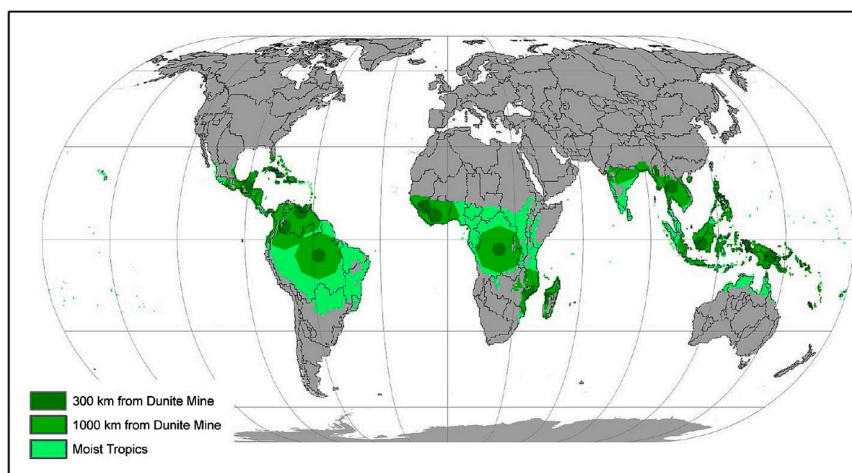 300 km from Dunite Mine
1000 km from Dunite Mine
Moist Tropics